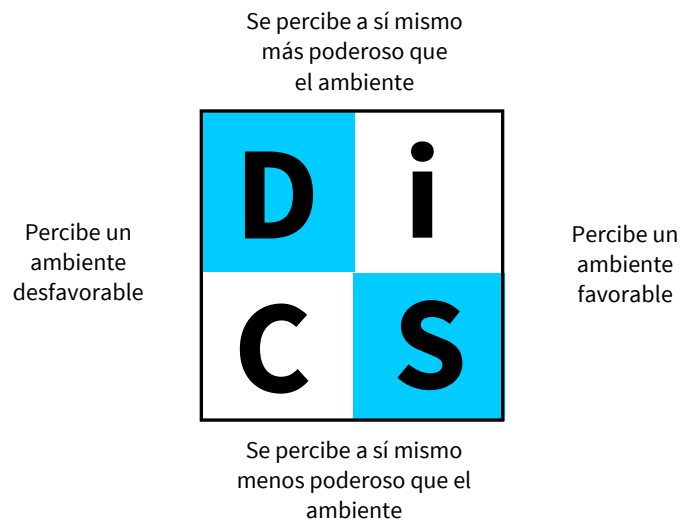 Se percibe a sí mismo
más poderoso que
el ambiente
D i
Percibe un
ambiente
desfavorable
Percibe un
ambiente
favorable
C S
Se percibe a sí mismo
menos poderoso que el
ambiente